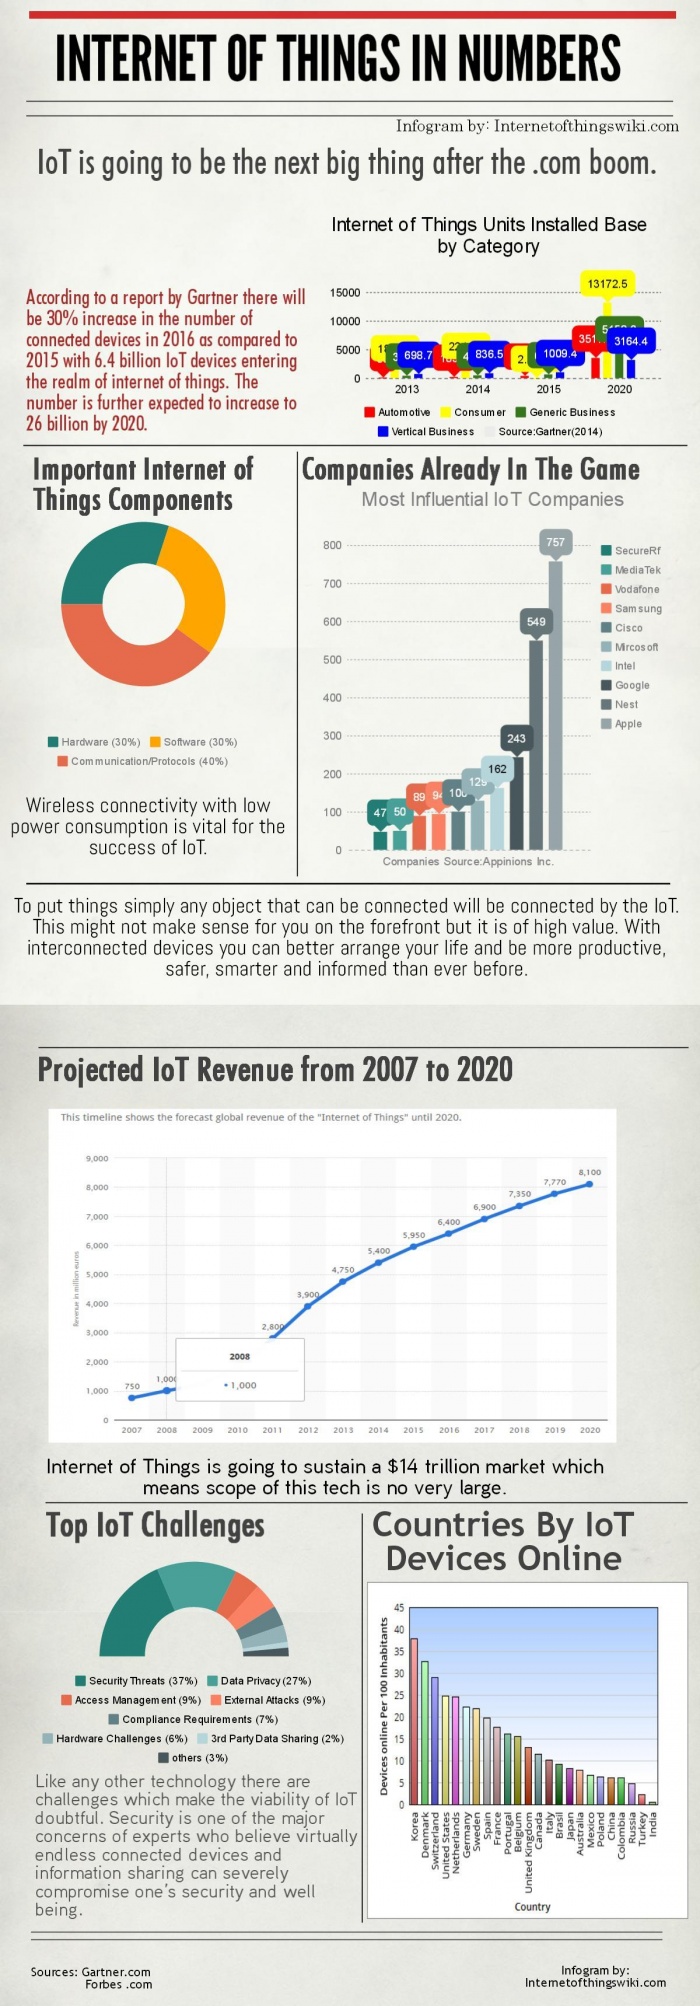 INTERNET OF THINGS IN NUMBERS
Infogram by: Internetofthingswiki.com
IoT is going to be the next big thing after the .com boom.
Internet of Things Units Installed Base
by Category
According to a report by Gartner there will
be 30% increase in the number of
connected devices in 2016 as compared to
2015 with 6.4 billion IoT devices entering
the realm of internet of things. The
number is further expected to increase to
26 billion by 2020.
15000
10000
5000
0
698.7
836.5
1009.4
13172.5
3164.4
2013 2014 2015 2020
Automotive Consumer Generic Business
Vertical Business Source:Gartner(2014)
Important Internet of
Things Components
Hardware (30%) Software (30%)
Communication/Protocols (40%)
Wireless connectivity with low
power consumption is vital for the
success of IoT.
Companies Already In The Game
Most Influential IoT Companies
800
700
600
500
400
300
200
100
0
47 50 89 94 100 129 162 243 549 757
SecureRf
MediaTek
Vodafone
Samsung
Cisco
Mircosoft
Intel
Google
Nest
Apple
Companies Source:Appinions Inc.
To put things simply any object that can be connected will be connected by the IoT.
This might not make sense for you on the forefront but it is of high value. With
interconnected devices you can better arrange your life and be more productive,
safer, smarter and informed than ever before.
Projected IoT Revenue from 2007 to 2020
This timeline shows the forecast global revenue of the "Internet of Things" until 2020.
Revenue in million euros
9,000
8,000
7,000
6,000
5,000
4,000
3,000
2,000
1,000
0
750 1,000 2,800 3,900 4,750 5,400 5,950 6,400 6,900 7,350 7,770 8,100
2008
1,000
2007 2008 2009 2010 2011 2012 2013 2014 2015 2016 2017 2018 2019 2020
Internet of Things is going to sustain a $14 trillion market which
means scope of this tech is no very large.
Top IoT Challenges
Security Threats (37%) Data Privacy (27%)
Access Management (9%) External Attacks (9%)
Compliance Requirements (7%)
Hardware Challenges (6%) 3rd Party Data Sharing (2%)
others (3%)
Like any other technology there are
challenges which make the viability of IoT
doubtful. Security is one of the major
concerns of experts who believe virtually
endless connected devices and
information sharing can severely
compromise one's security and well
being.
Countries By IoT
Devices Online
Devices online Per 100 Inhabitants
45
40
35
30
25
20
15
10
5
0
Korea
Denmark
Switzerland
United States
Netherlands
Germany
Sweden
Spain
France
Portugal
Belgium
United Kingdom
Canada
Italy
Brasil
Japan
Australia
Mexico
Poland
China
Colombia
Russia
Turkey
India
Country
Sources: Gartner.com
Forbes .com
Infogram by:
Internetofthingswiki.com